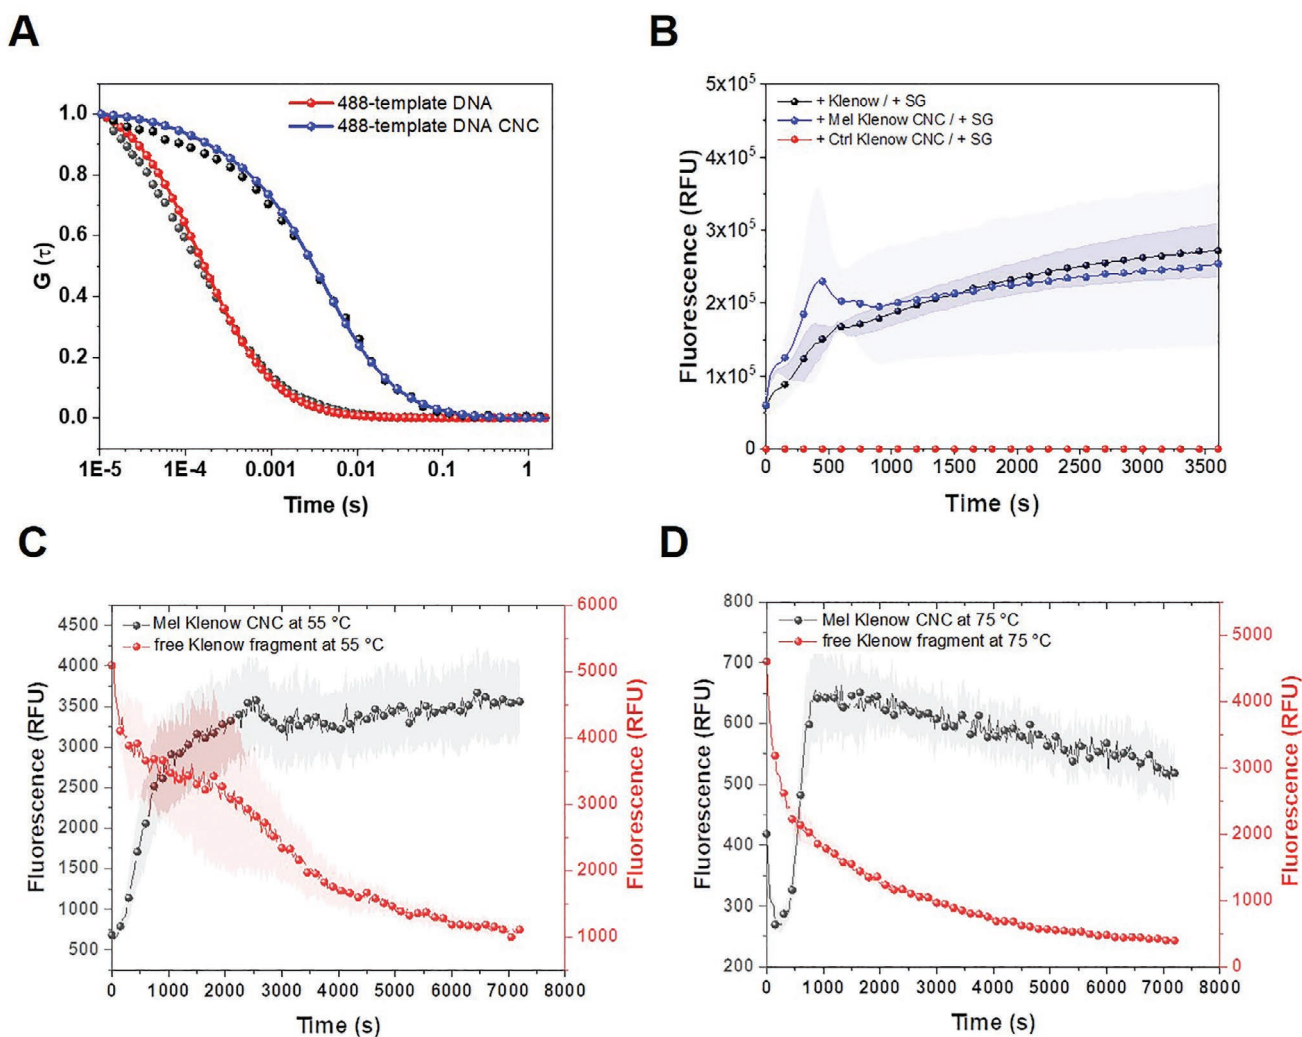 A
488-template DNA
488-template DNA CNC
G (τ)
1.0
0.8
0.6
0.4
0.2
0.0
1E-5 1E-4 0.001 0.01 0.1 1
Time (s)
B
+ Klenow / + SG
+ Mel Klenow CNC / + SG
+ Ctrl Klenow CNC / + SG
Fluorescence (RFU)
5x10⁵
4x10⁵
3x10⁵
2x10⁵
1x10⁵
0
0 500 1000 1500 2000 2500 3000 3500
Time (s)
C
Mel Klenow CNC at 55 °C
free Klenow fragment at 55 °C
Fluorescence (RFU)
4500
4000
3500
3000
2500
2000
1500
1000
500
6000
5000
4000
3000
2000
1000
Fluorescence (RFU)
0 1000 2000 3000 4000 5000 6000 7000 8000
Time (s)
D
Mel Klenow CNC at 75 °C
free Klenow fragment at 75 °C
Fluorescence (RFU)
800
700
600
500
400
300
200
5000
4000
3000
2000
1000
0
Fluorescence (RFU)
0 1000 2000 3000 4000 5000 6000 7000 8000
Time (s)